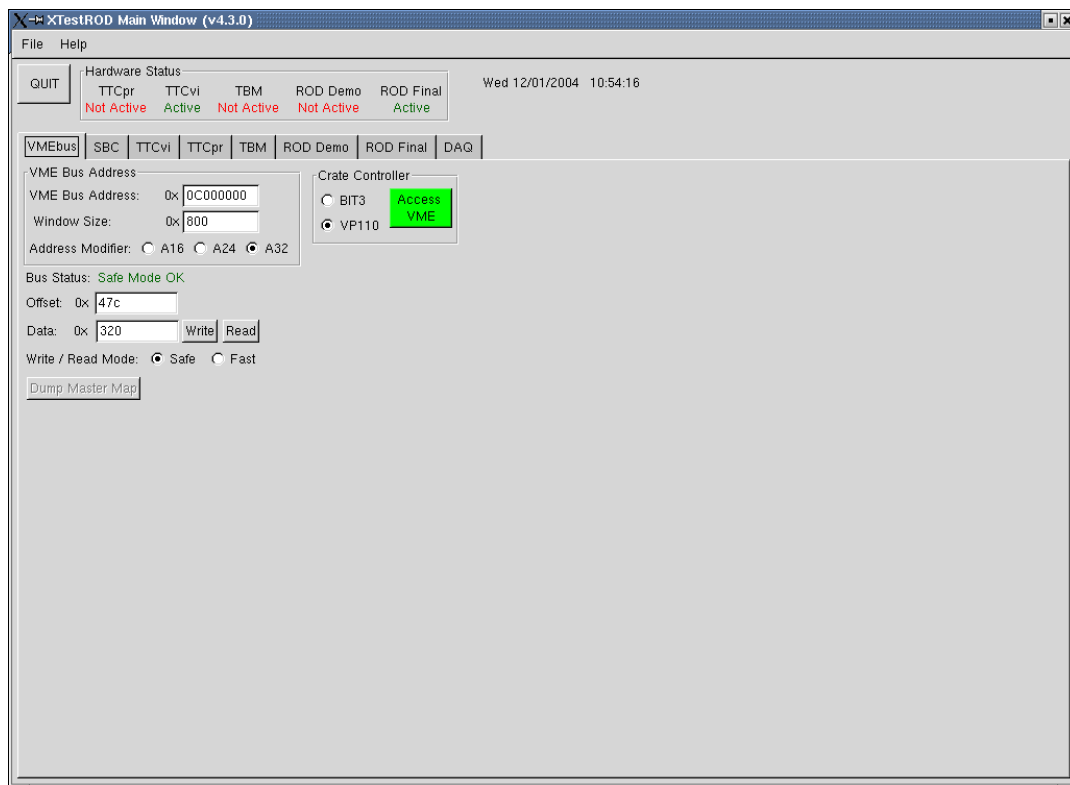 XTestROD Main Window (v4.3.0)
File Help
QUIT
Hardware Status
TTCpr TTCvi TBM ROD Demo ROD Final
Not Active Active Not Active Not Active Active
Wed 12/01/2004 10:54:16
VMEbus SBC TTCvi TTCpr TBM ROD Demo ROD Final DAQ
VME Bus Address
VME Bus Address: 0x 0C000000
Window Size: 0x 800
Address Modifier: A16 A24 A32
Crate Controller
BIT3
VP110
Access
VME
Bus Status: Safe Mode OK
Offset: 0x 47c
Data: 0x 320 Write Read
Write / Read Mode: Safe Fast
Dump Master Map